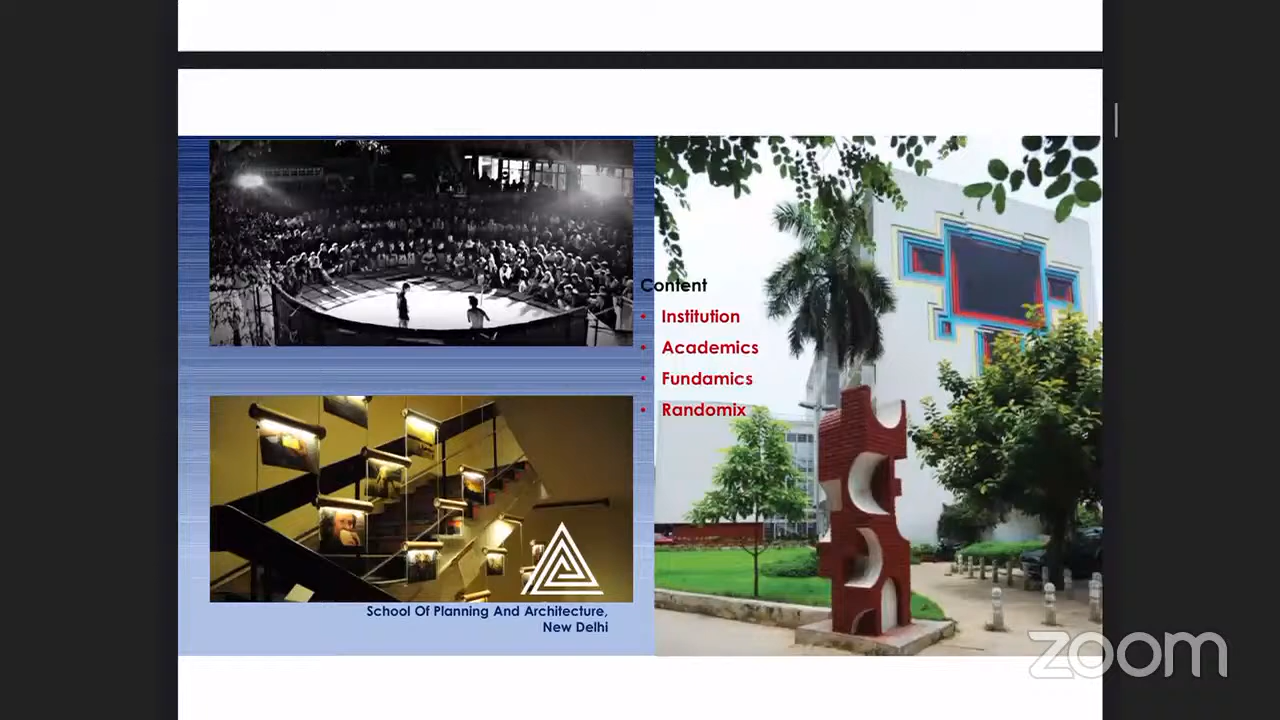 Content
• Institution
• Academics
• Fundamics
• Randomix
School Of Planning And Architecture,
New Delhi
zoom